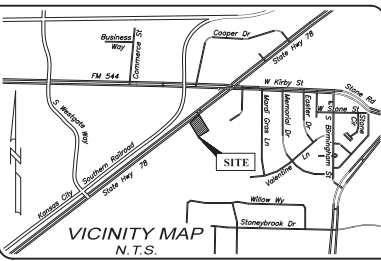 Cooper Dr
Business
Way
Commerce St
State Hwy 78
FM 544
W Kirby St
Stone Rd
S Westgate Way
Mardi Gras Ln
Memorial Dr
Easter Dr
W Stone St
Stone Cir
S Birmingham St
Valentine Ln
SITE
Southern Railroad
Kansas City
State Hwy 78
Willow Wy
Stoneybrook Dr
N
VICINITY MAP
N.T.S.